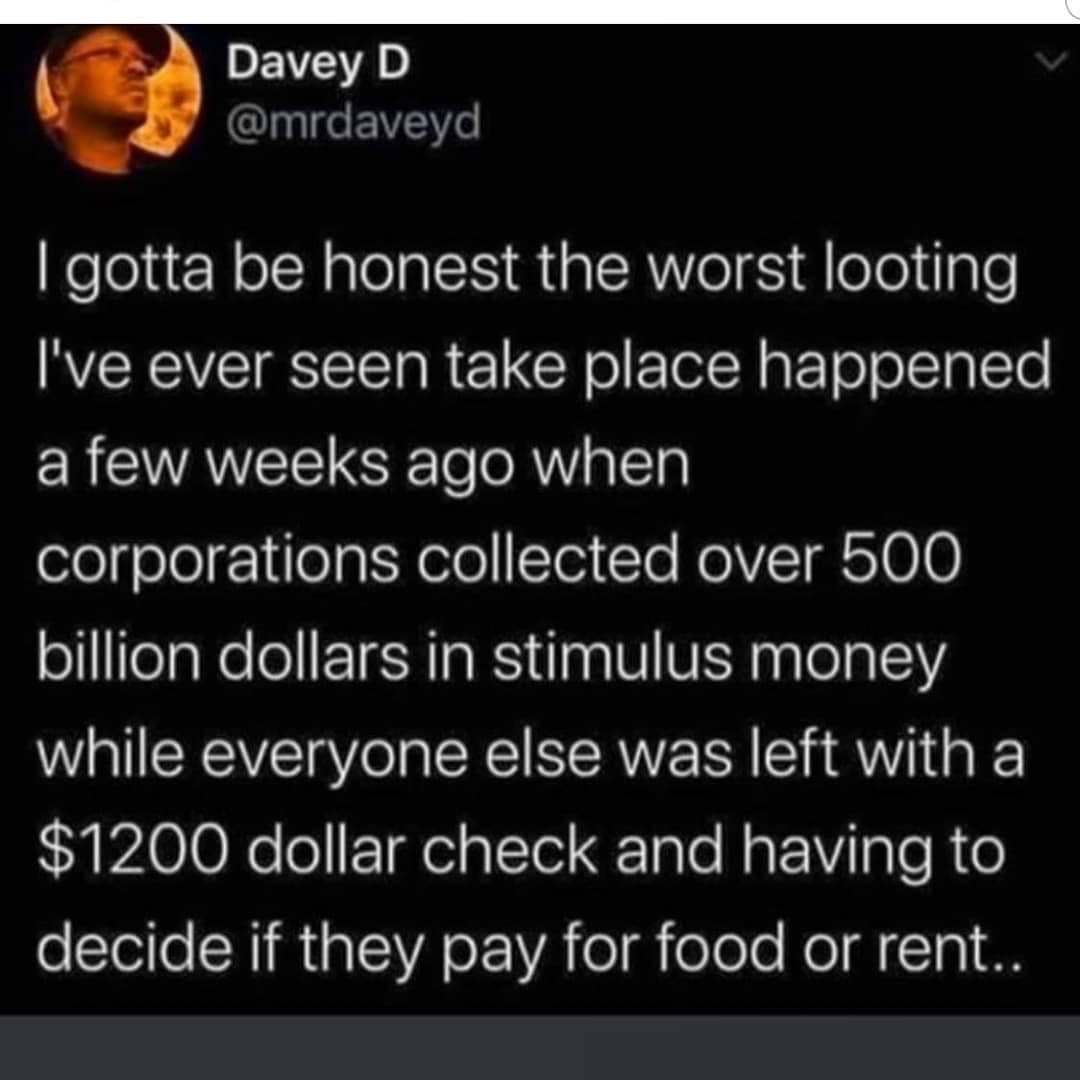 Davey D
@mrdaveyd
I gotta be honest the worst looting
I've ever seen take place happened
a few weeks ago when
corporations collected over 500
billion dollars in stimulus money
while everyone else was left with a
$1200 dollar check and having to
decide if they pay for food or rent..